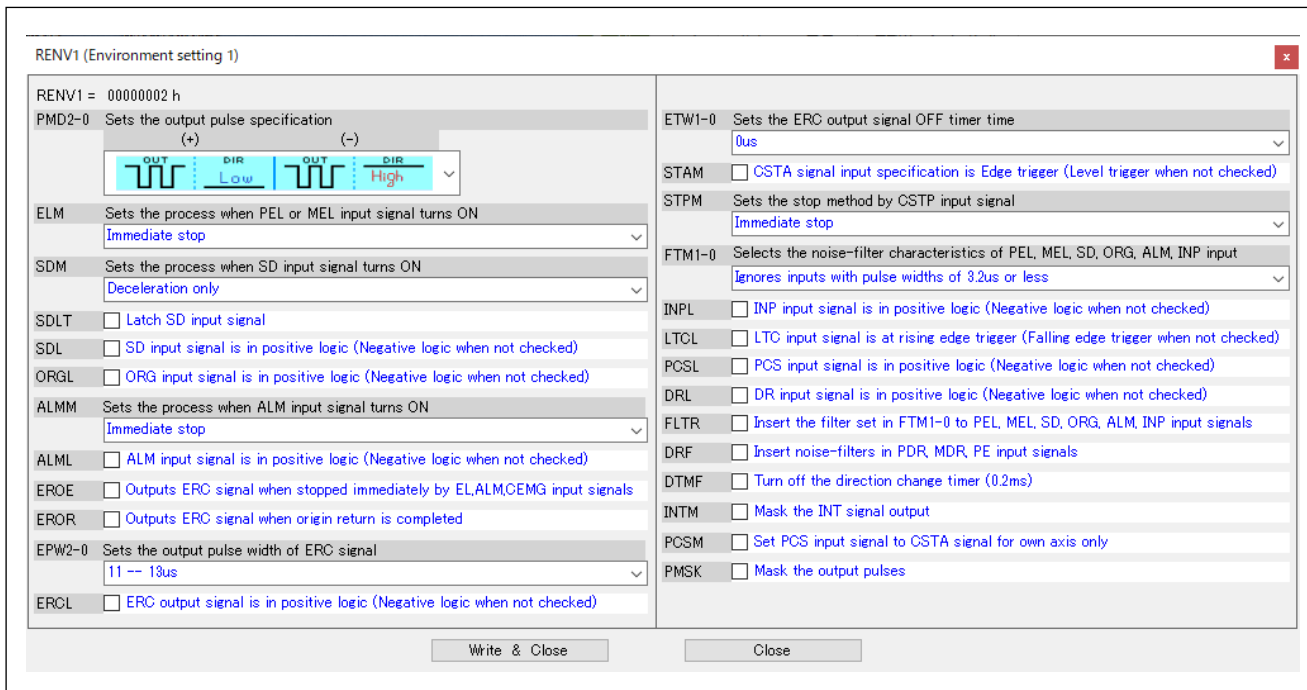 RENV1 (Environment setting 1)
x
RENV1 = 00000002 h
PMD2-0 Sets the output pulse specification
(+) (-)
OUT DIR Low OUT DIR High
ELM Sets the process when PEL or MEL input signal turns ON
Immediate stop
SDM Sets the process when SD input signal turns ON
Deceleration only
SDLT Latch SD input signal
SDL SD input signal is in positive logic (Negative logic when not checked)
ORGL ORG input signal is in positive logic (Negative logic when not checked)
ALMM Sets the process when ALM input signal turns ON
Immediate stop
ALML ALM input signal is in positive logic (Negative logic when not checked)
EROE Outputs ERC signal when stopped immediately by EL,ALM,CEMG input signals
EROR Outputs ERC signal when origin return is completed
EPW2-0 Sets the output pulse width of ERC signal
11 -- 13us
ERCL ERC output signal is in positive logic (Negative logic when not checked)
ETW1-0 Sets the ERC output signal OFF timer time
0us
STAM CSTA signal input specification is Edge trigger (Level trigger when not checked)
STPM Sets the stop method by CSTP input signal
Immediate stop
FTM1-0 Selects the noise-filter characteristics of PEL, MEL, SD, ORG, ALM, INP input
Ignores inputs with pulse widths of 3.2us or less
INPL INP input signal is in positive logic (Negative logic when not checked)
LTCL LTC input signal is at rising edge trigger (Falling edge trigger when not checked)
PCSL PCS input signal is in positive logic (Negative logic when not checked)
DRL DR input signal is in positive logic (Negative logic when not checked)
FLTR Insert the filter set in FTM1-0 to PEL, MEL, SD, ORG, ALM, INP input signals
DRF Insert noise-filters in PDR, MDR, PE input signals
DTMF Turn off the direction change timer (0.2ms)
INTM Mask the INT signal output
PCSM Set PCS input signal to CSTA signal for own axis only
PMSK Mask the output pulses
Write & Close
Close